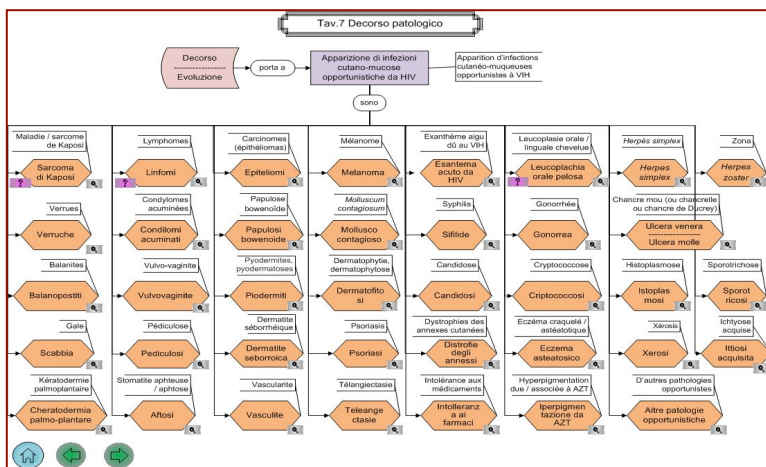 Tav.7 Decorso patologico
Decorso
Evoluzione
porta a
Apparizione di infezioni
cutano-mucose
opportunistiche da HIV
Apparition d'infections
cutanéo-muqueuses
opportunistes à VIH
sono
Maladie / sarcome
de Kaposi
Lymphomes
Carcinomes
(épithéliomas)
Mélanome
Exanthème aigu
dû au VIH
Leucoplasie orale /
linguale chevelue
Herpés simplex
Zona
Sarcoma
di Kaposi
?
Linfomi
?
Epiteliomi
Melanoma
Esantema
acuto da
HIV
Leucoplachia
orale pelosa
?
Herpes
simplex
Herpes
zoster
Verrues
Condylomes
acuminées
Papulose
bowenoïde
Molluscum
contagiosum
Syphilis
Gonorrhée
Chancre mou (ou chancrelle
ou chancre de Ducrey)
Verruche
Condilomi
acuminati
Papulosi
bowenoide
Mollusco
contagioso
Sifilide
Gonorrea
Ulcera venera
Ulcera molle
Balanites
Vulvo-vaginite
Pyodermites,
pyodermatoses
Dermatophytie,
dermatophytose
Candidose
Cryptococcose
Histoplasmose
Sporotrichose
Balanopostiti
Vulvovaginite
Piodermiti
Dermatofito
si
Candidosi
Criptococcosi
Istoplas
mosi
Sporot
ricosi
Gale
Pédiculose
Dermatite
séborrhéique
Psoriasis
Dystrophies des
annexes cutanées
Eczéma craquelé /
astéatotique
Xérosis
Ichtyose
acquise
Scabbia
Pediculosi
Dermatite
seborroica
Psoriasi
Distrofie
degli
annessi
Eczema
asteatosico
Xerosi
Ittiosi
acquisita
Kératodermie
palmoplantaire
Stomatite aphteuse
/ aphtose
Vascularite
Télangiectasie
Intolérance aux
médicaments
Hyperpigmentation
due / associée à AZT
D'autres pathologies
opportunistes
Cheratodermia
palmo-plantare
Aftosi
Vasculite
Teleange
ctasie
Intolleranz
a ai
farmaci
Iperpigmen
tazione da
AZT
Altre patologie
opportunistiche